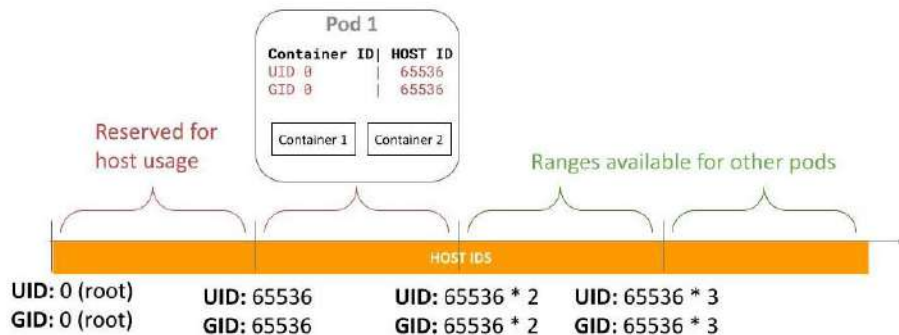 Pod 1
Container ID| HOST ID
UID 0 | 65536
GID 0 | 65536
Container 1 Container 2
Reserved for
host usage
Ranges available for other pods
HOST IDS
UID: 0 (root)
GID: 0 (root)
UID: 65536
GID: 65536
UID: 65536 * 2
GID: 65536 * 2
UID: 65536 * 3
GID: 65536 * 3